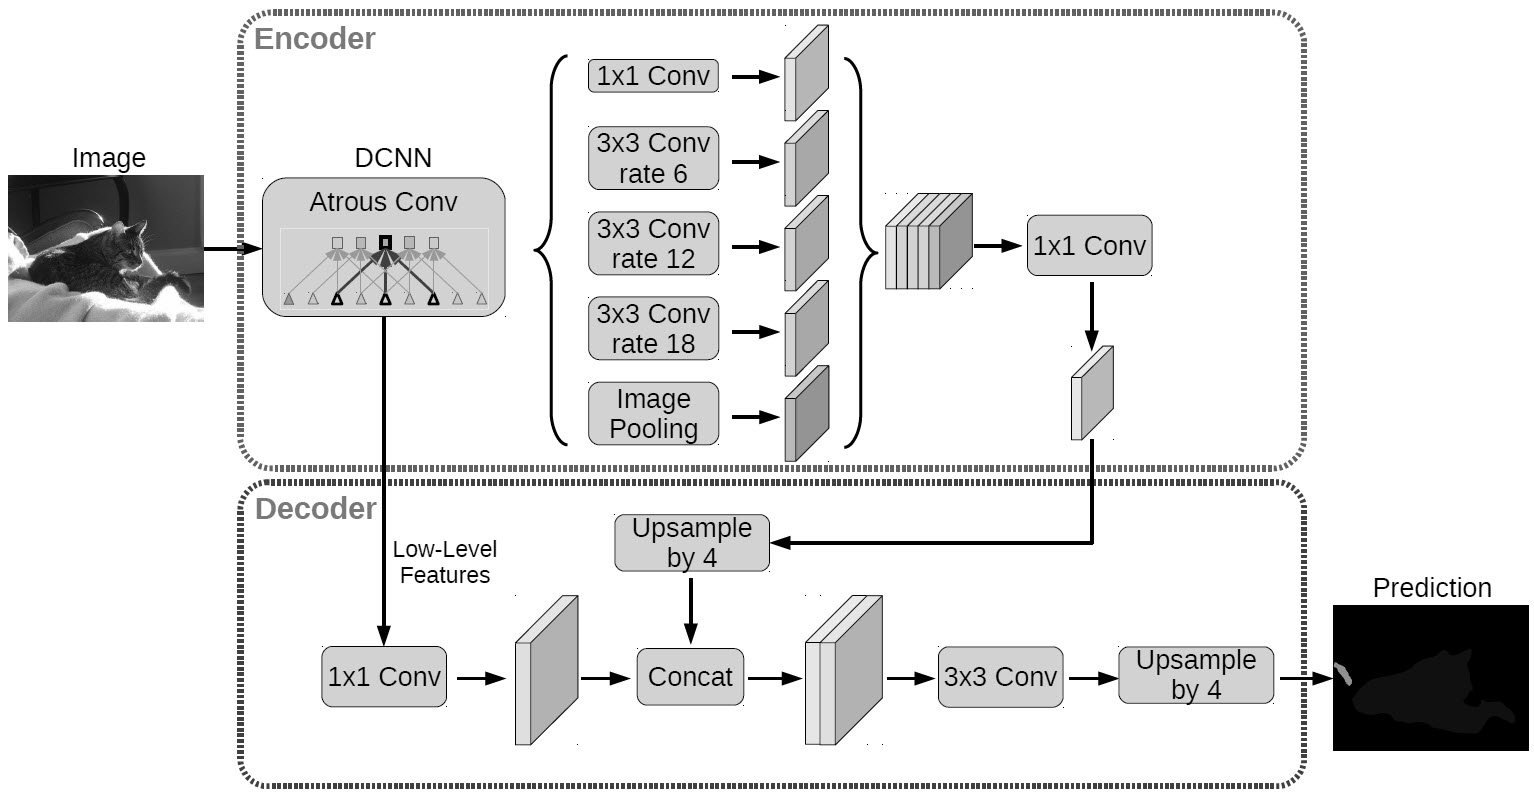 Encoder
Image
DCNN
Atrous Conv
1x1 Conv
3x3 Conv
rate 6
3x3 Conv
rate 12
3x3 Conv
rate 18
Image
Pooling
1x1 Conv
Decoder
Low-Level
Features
Upsample
by 4
1x1 Conv
Concat
3x3 Conv
Upsample
by 4
Prediction